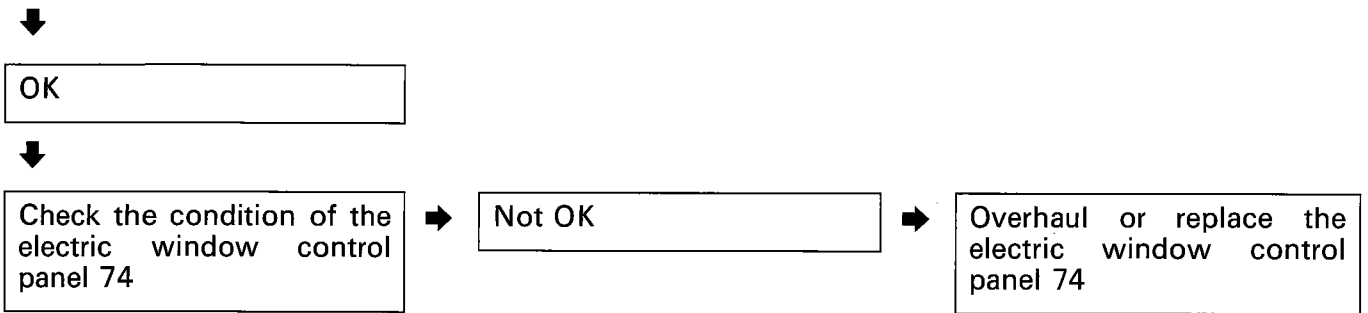 OK
Check the condition of the
electric window control
panel 74
Not OK
Overhaul or replace the
electric window control
panel 74